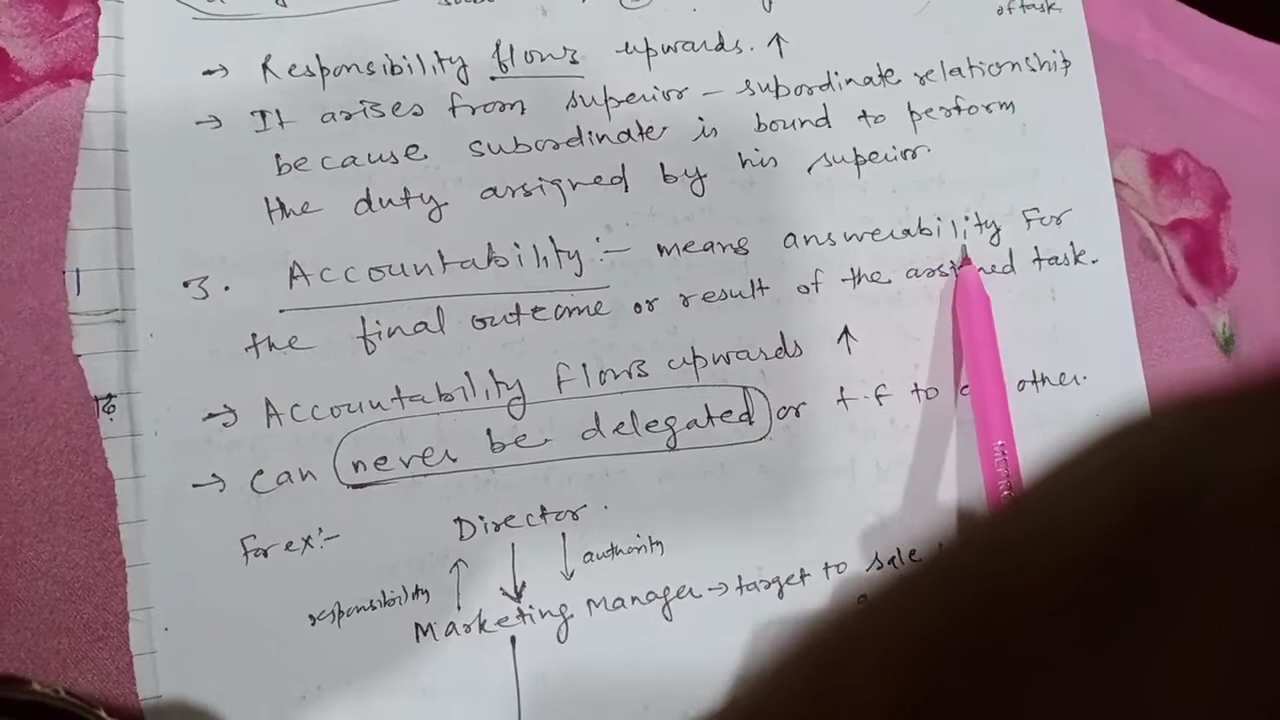 of task
→ Responsibility flows upwards. ↑
→ It arises from superior - subordinate relationship
because subordinate is bound to perform
the duty assigned by his superior.
3. Accountability :- means answerability for
the final outcome or result of the assigned task.
→ Accountability flows upwards ↑
→ Can never be delegated or t.f to other.
For ex:-
Director.
responsibility ↑ ↓ ↓ authority
Marketing Manager → target to sale